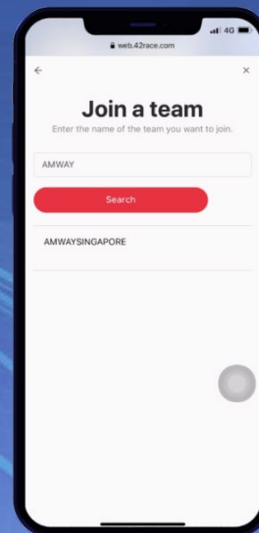 4G
web.42race.com
Join a team
Enter the name of the team you want to join.
AMWAY
Search
AMWAYSINGAPORE